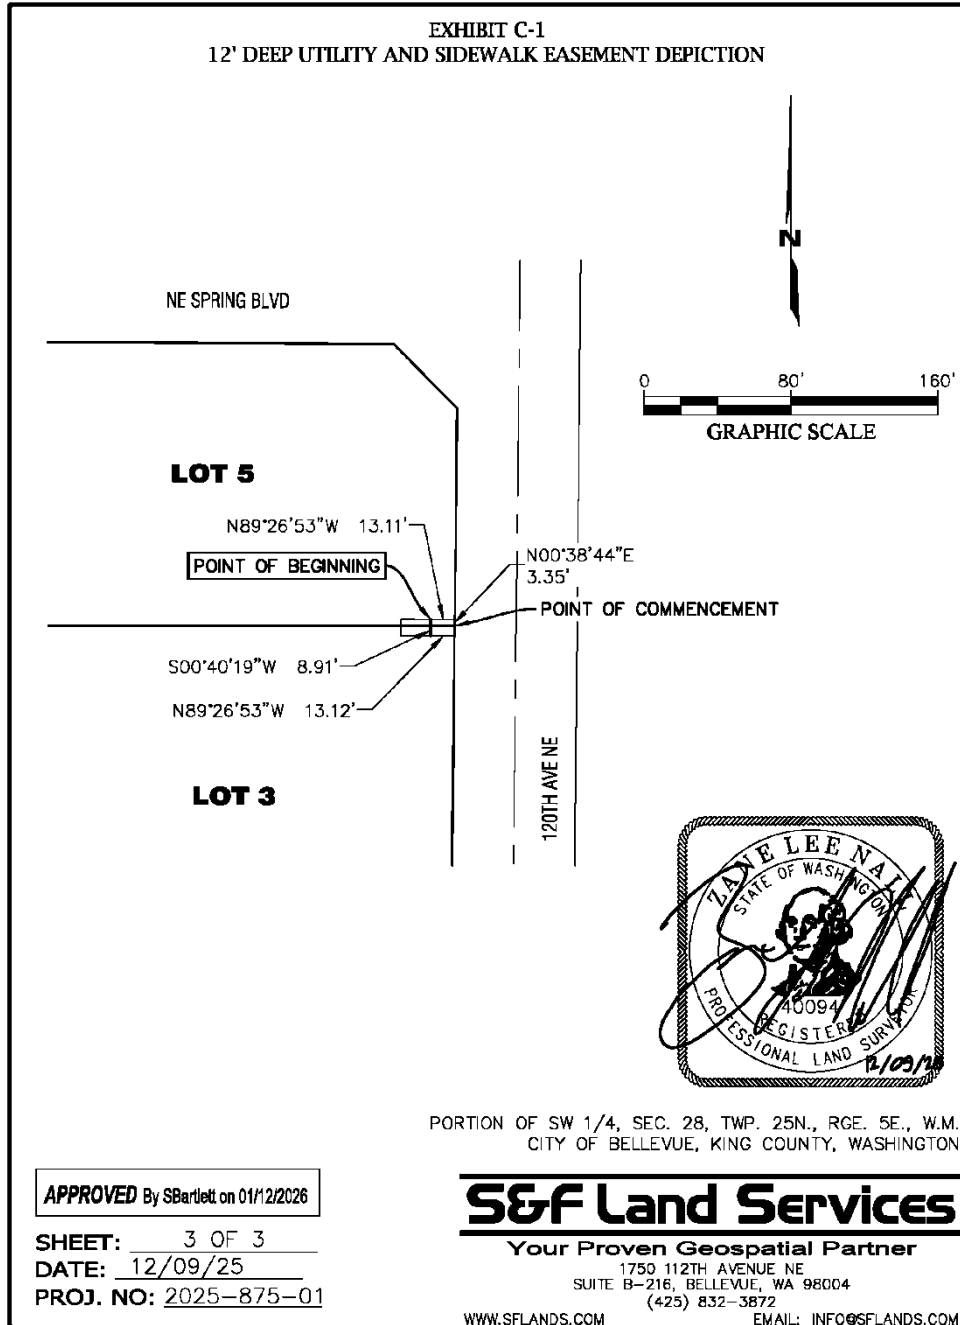 EXHIBIT C-1
12' DEEP UTILITY AND SIDEWALK EASEMENT DEPICTION
N
NE SPRING BLVD
0 80' 160'
GRAPHIC SCALE
LOT 5
N89°26'53"W 13.11'
N00°38'44"E
3.35'
POINT OF BEGINNING
POINT OF COMMENCEMENT
S00°40'19"W 8.91'
N89°26'53"W 13.12'
120TH AVE NE
LOT 3
ZANE LEE
STATE OF WASHINGTON
40094
REGISTERED
PROFESSIONAL LAND SURVEYOR
PORTION OF SW 1/4, SEC. 28, TWP. 25N., RGE. 5E., W.M.
CITY OF BELLEVUE, KING COUNTY, WASHINGTON
APPROVED By SBartlett on 01/12/2026
SHEET: 3 OF 3
DATE: 12/09/25
PROJ. NO: 2025-875-01
S&F Land Services
Your Proven Geospatial Partner
1750 112TH AVENUE NE
SUITE B-216, BELLEVUE, WA 98004
(425) 832-3872
WWW.SFLANDS.COM EMAIL: INFO@SFLANDS.COM